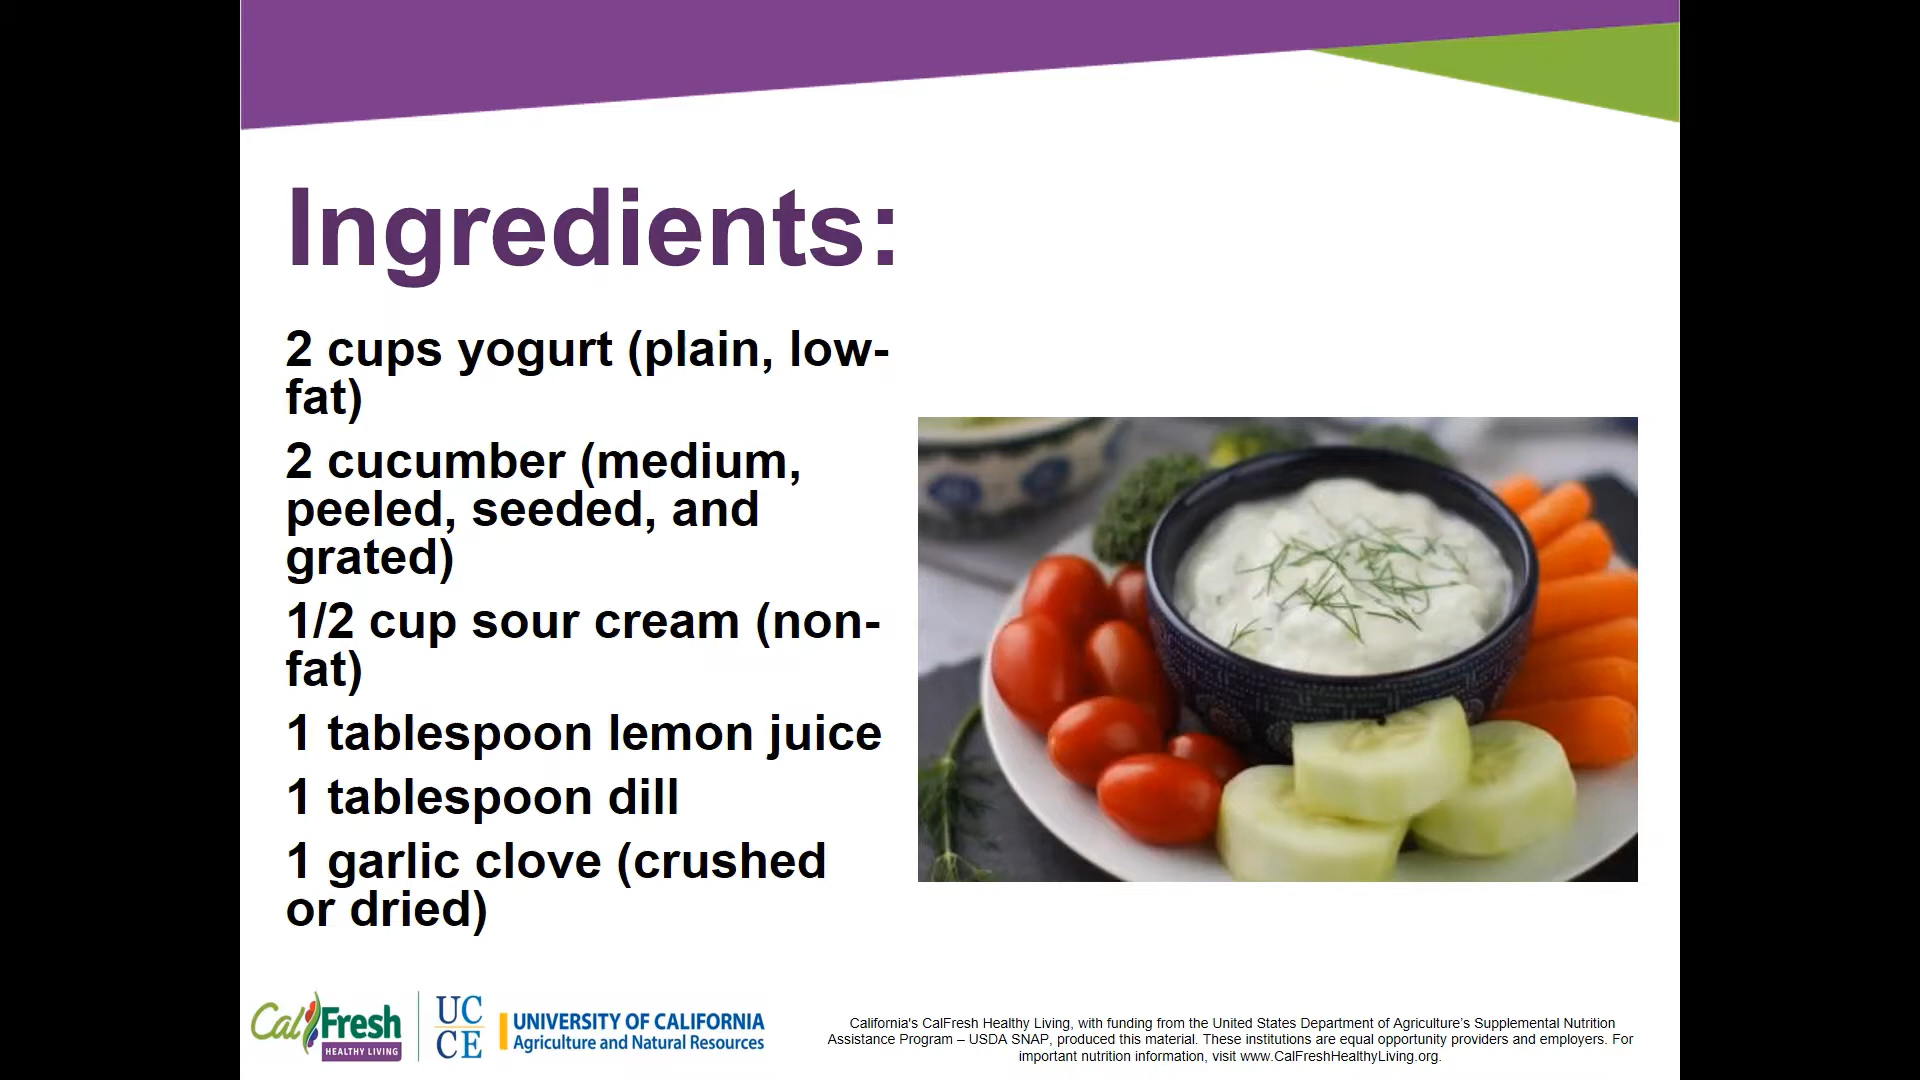 Ingredients:
2 cups yogurt (plain, low-
fat)
2 cucumber (medium,
peeled, seeded, and
grated)
1/2 cup sour cream (non-
fat)
1 tablespoon lemon juice
1 tablespoon dill
1 garlic clove (crushed
or dried)
CalFresh
HEALTHY LIVING
UC
CE
UNIVERSITY OF CALIFORNIA
Agriculture and Natural Resources
California's CalFresh Healthy Living, with funding from the United States Department of Agriculture’s Supplemental Nutrition
Assistance Program – USDA SNAP, produced this material. These institutions are equal opportunity providers and employers. For
important nutrition information, visit www.CalFreshHealthyLiving.org.